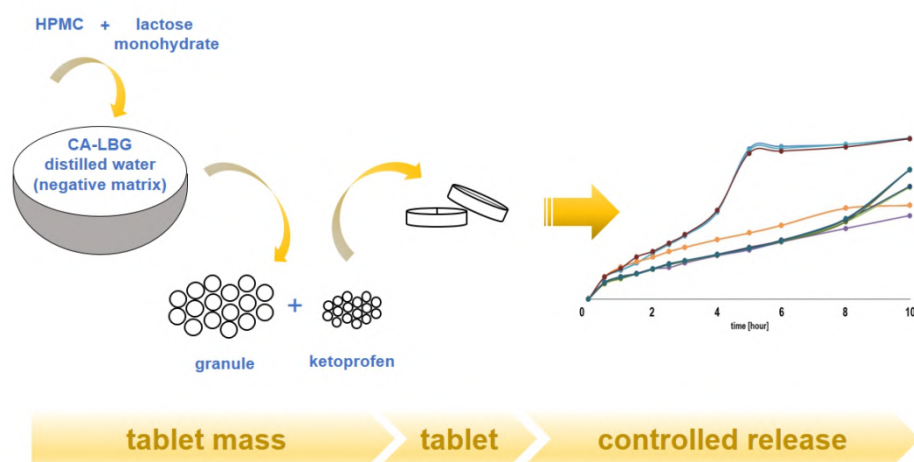 HPMC + lactose
monohydrate
CA-LBG
distilled water
(negative matrix)
+
granule
ketoprofen
0 2 4 6 8 10
time [hour]
tablet mass
tablet
controlled release